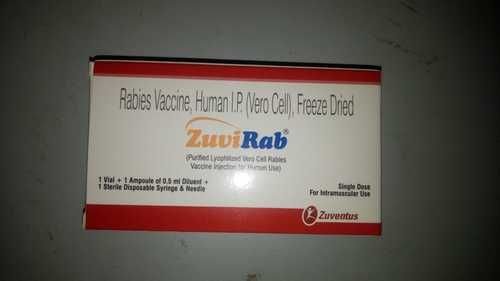 Rabies Vaccine, Human I.P. (Vero Cell), Freeze Dried
ZuviRab®
(Purified Lyophilized Vero Cell Rabies
Vaccine Injection for Human Use)
1 Vial + 1 Ampoule of 0.5 ml Diluent +
1 Sterile Disposable Syringe & Needle
Single Dose
For Intramuscular Use
Zuventus